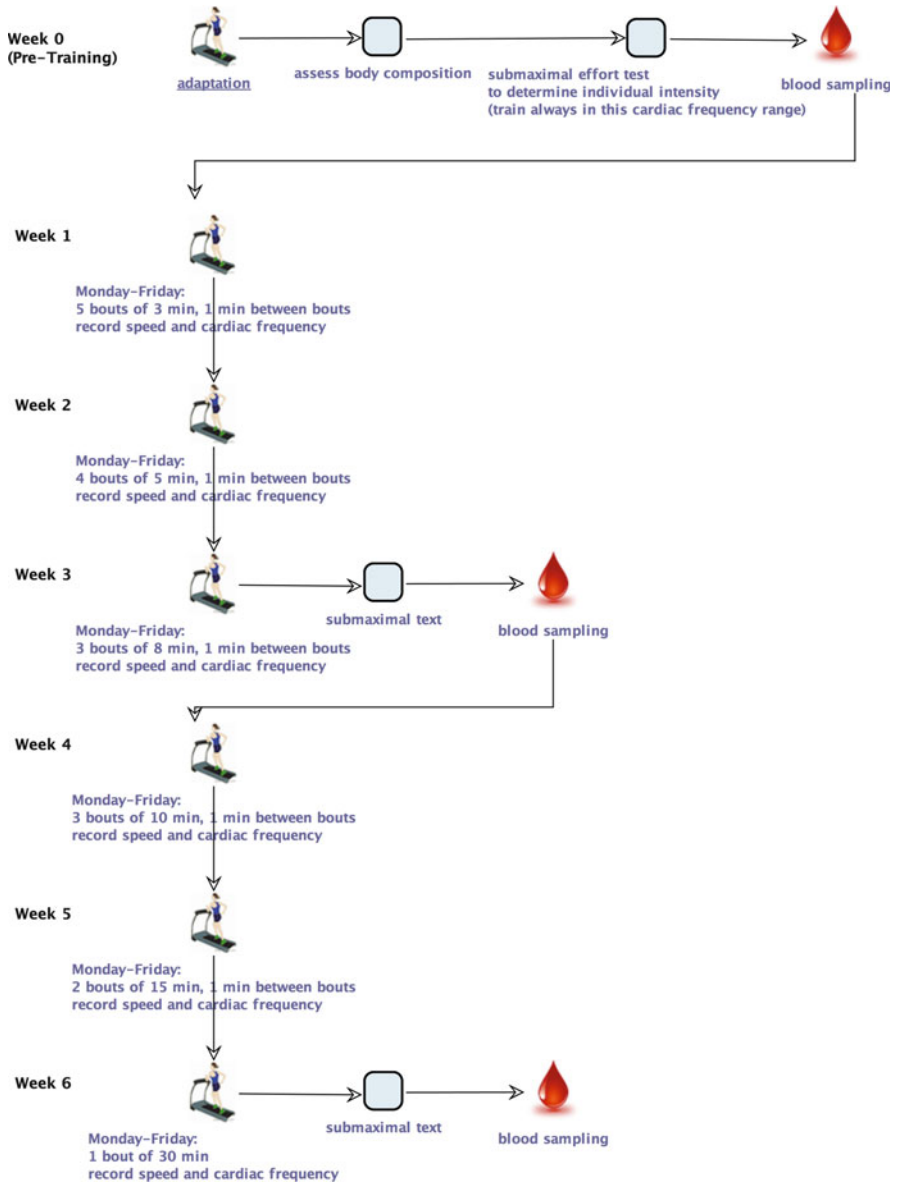 Week 0
(Pre-Training)
adaptation
assess body composition
submaximal effort test
to determine individual intensity
(train always in this cardiac frequency range)
blood sampling
Week 1
Monday-Friday:
5 bouts of 3 min, 1 min between bouts
record speed and cardiac frequency
Week 2
Monday-Friday:
4 bouts of 5 min, 1 min between bouts
record speed and cardiac frequency
Week 3
Monday-Friday:
3 bouts of 8 min, 1 min between bouts
record speed and cardiac frequency
submaximal text
blood sampling
Week 4
Monday-Friday:
3 bouts of 10 min, 1 min between bouts
record speed and cardiac frequency
Week 5
Monday-Friday:
2 bouts of 15 min, 1 min between bouts
record speed and cardiac frequency
Week 6
Monday-Friday:
1 bout of 30 min
record speed and cardiac frequency
submaximal text
blood sampling